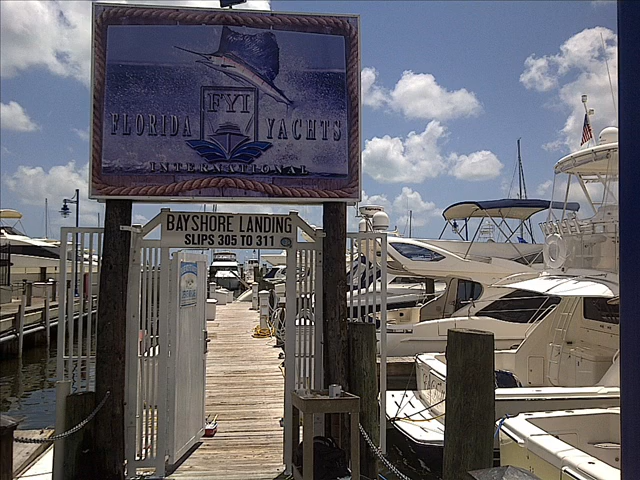 FYI
FLORIDA YACHTS
INTERNATIONAL
BAYSHORE LANDING
SLIPS 305 TO 311